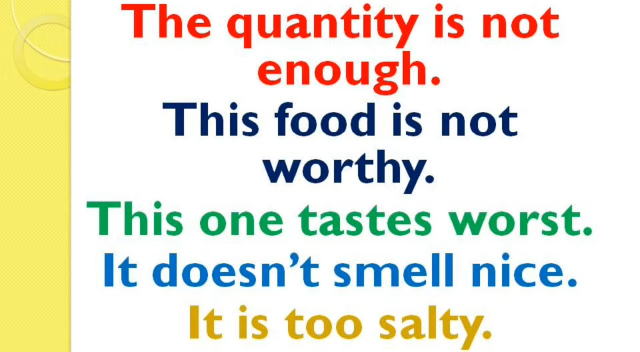 The quantity is not
enough.
This food is not
worthy.
This one tastes worst.
It doesn’t smell nice.
It is too salty.